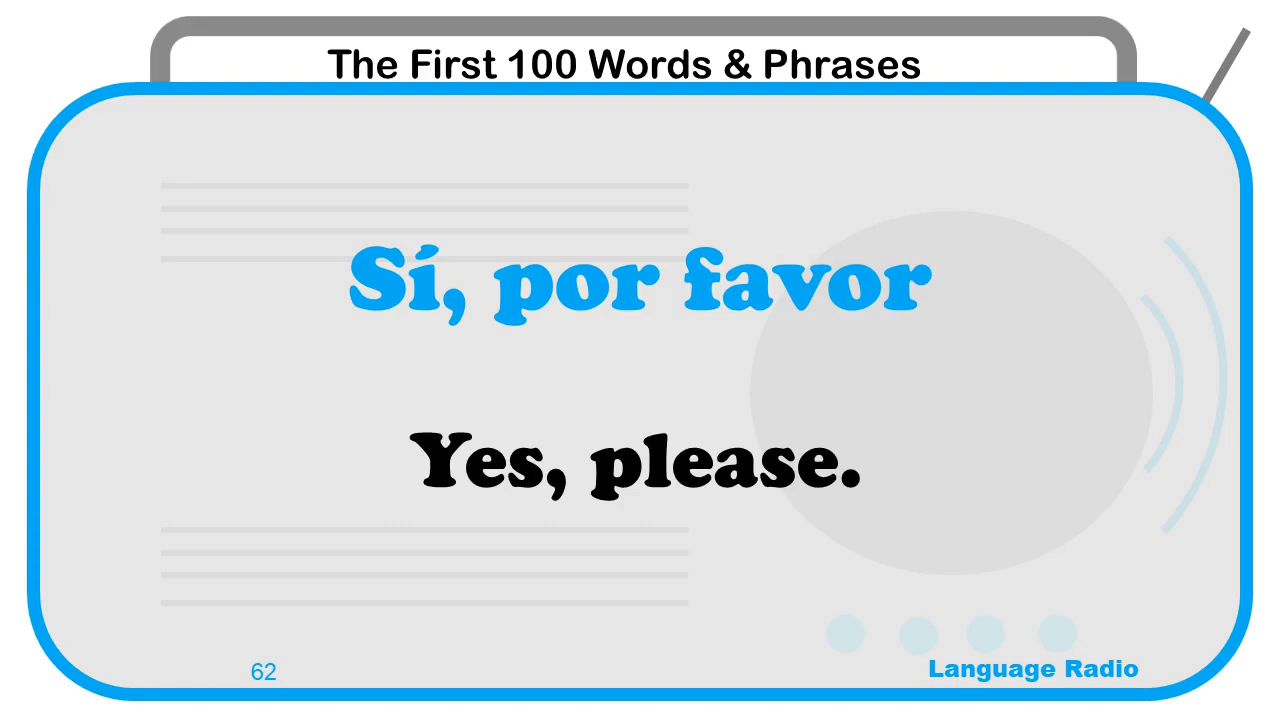 The First 100 Words & Phrases
Sí, por favor
Yes, please.
62
Language Radio